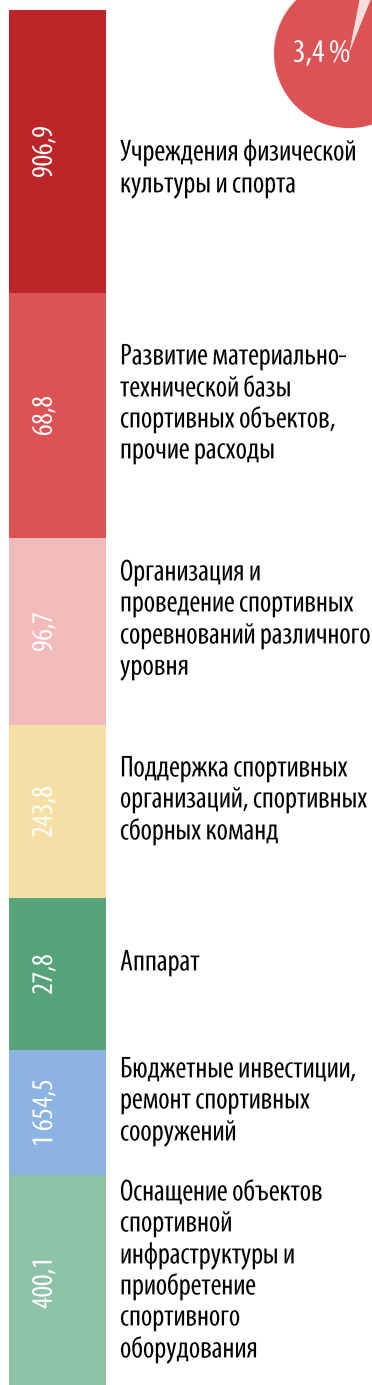 3,4 %
906,9
Учреждения физической
культуры и спорта
68,8
Развитие материально-
технической базы
спортивных объектов,
прочие расходы
96,7
Организация и
проведение спортивных
соревнований различного
уровня
243,8
Поддержка спортивных
организаций, спортивных
сборных команд
27,8
Аппарат
1 654,5
Бюджетные инвестиции,
ремонт спортивных
сооружений
400,1
Оснащение объектов
спортивной
инфраструктуры и
приобретение
спортивного
оборудования